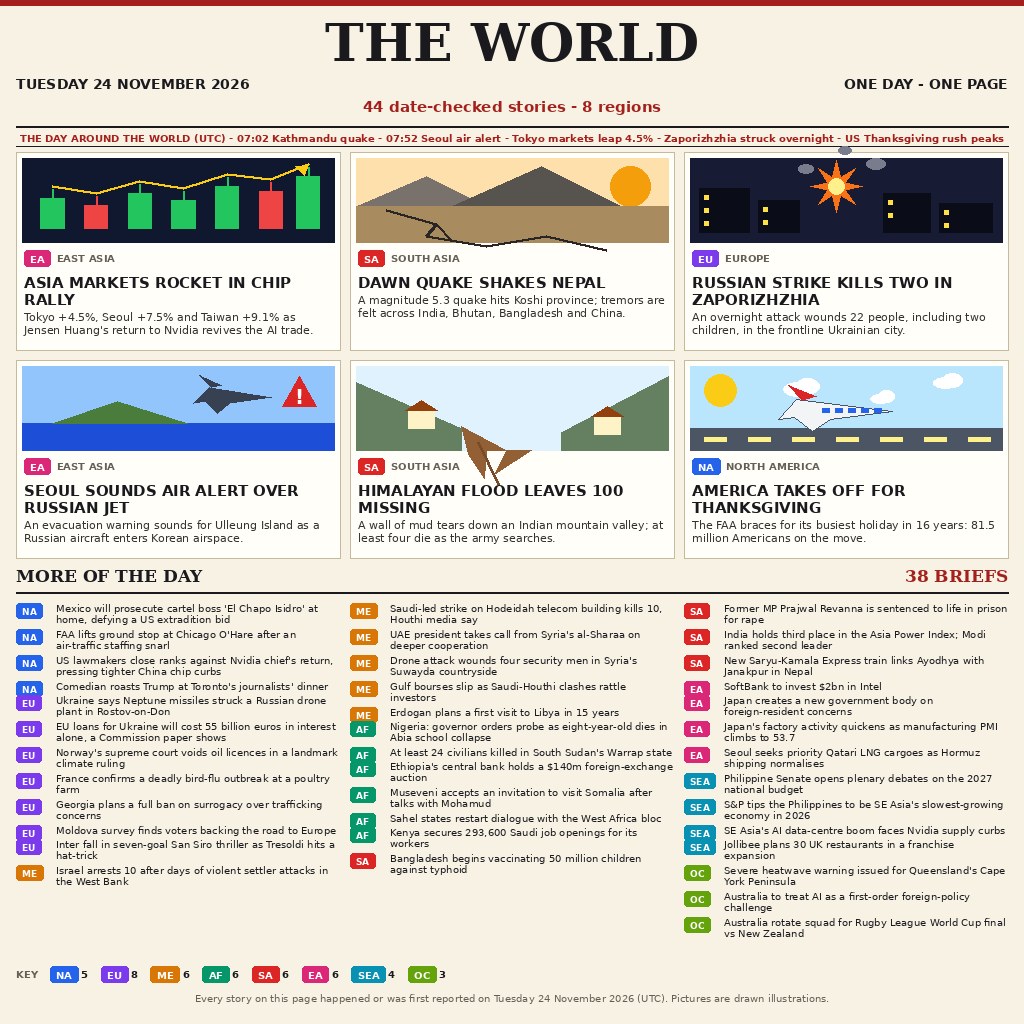 THE WORLD
TUESDAY 24 NOVEMBER 2026
ONE DAY - ONE PAGE
44 date-checked stories - 8 regions
THE DAY AROUND THE WORLD (UTC) - 07:02 Kathmandu quake - 07:52 Seoul air alert - Tokyo markets leap 4.5% - Zaporizhzhia struck overnight - US Thanksgiving rush peaks
EA EAST ASIA
ASIA MARKETS ROCKET IN CHIP
RALLY
Tokyo +4.5%, Seoul +7.5% and Taiwan +9.1% as
Jensen Huang's return to Nvidia revives the AI trade.
SA SOUTH ASIA
DAWN QUAKE SHAKES NEPAL
A magnitude 5.3 quake hits Koshi province; tremors are
felt across India, Bhutan, Bangladesh and China.
EU EUROPE
RUSSIAN STRIKE KILLS TWO IN
ZAPORIZHZHIA
An overnight attack wounds 22 people, including two
children, in the frontline Ukrainian city.
!
EA EAST ASIA
SEOUL SOUNDS AIR ALERT OVER
RUSSIAN JET
An evacuation warning sounds for Ulleung Island as a
Russian aircraft enters Korean airspace.
SA SOUTH ASIA
HIMALAYAN FLOOD LEAVES 100
MISSING
A wall of mud tears down an Indian mountain valley; at
least four die as the army searches.
NA NORTH AMERICA
AMERICA TAKES OFF FOR
THANKSGIVING
The FAA braces for its busiest holiday in 16 years: 81.5
million Americans on the move.
MORE OF THE DAY
38 BRIEFS
NA Mexico will prosecute cartel boss 'El Chapo Isidro' at
home, defying a US extradition bid
NA FAA lifts ground stop at Chicago O'Hare after an
air-traffic staffing snarl
NA US lawmakers close ranks against Nvidia chief's return,
pressing tighter China chip curbs
NA Comedian roasts Trump at Toronto's journalists' dinner
EU Ukraine says Neptune missiles struck a Russian drone
plant in Rostov-on-Don
EU EU loans for Ukraine will cost 55 billion euros in interest
alone, a Commission paper shows
EU Norway's supreme court voids oil licences in a landmark
climate ruling
EU France confirms a deadly bird-flu outbreak at a poultry
farm
EU Georgia plans a full ban on surrogacy over trafficking
concerns
EU Moldova survey finds voters backing the road to Europe
EU Inter fall in seven-goal San Siro thriller as Tresoldi hits a
hat-trick
ME Israel arrests 10 after days of violent settler attacks in
the West Bank
ME Saudi-led strike on Hodeidah telecom building kills 10,
Houthi media say
ME UAE president takes call from Syria's al-Sharaa on
deeper cooperation
ME Drone attack wounds four security men in Syria's
Suwayda countryside
ME Gulf bourses slip as Saudi-Houthi clashes rattle
investors
ME Erdogan plans a first visit to Libya in 15 years
AF Nigeria: governor orders probe as eight-year-old dies in
Abia school collapse
AF At least 24 civilians killed in South Sudan's Warrap state
AF Ethiopia's central bank holds a $140m foreign-exchange
auction
AF Museveni accepts an invitation to visit Somalia after
talks with Mohamud
AF Sahel states restart dialogue with the West Africa bloc
AF Kenya secures 293,600 Saudi job openings for its
workers
SA Bangladesh begins vaccinating 50 million children
against typhoid
SA Former MP Prajwal Revanna is sentenced to life in prison
for rape
SA India holds third place in the Asia Power Index; Modi
ranked second leader
SA New Saryu-Kamala Express train links Ayodhya with
Janakpur in Nepal
EA SoftBank to invest $2bn in Intel
EA Japan creates a new government body on
foreign-resident concerns
EA Japan's factory activity quickens as manufacturing PMI
climbs to 53.7
EA Seoul seeks priority Qatari LNG cargoes as Hormuz
shipping normalises
SEA Philippine Senate opens plenary debates on the 2027
national budget
SEA S&P tips the Philippines to be SE Asia's slowest-growing
economy in 2026
SEA SE Asia's AI data-centre boom faces Nvidia supply curbs
SEA Jollibee plans 30 UK restaurants in a franchise
expansion
OC Severe heatwave warning issued for Queensland's Cape
York Peninsula
OC Australia to treat AI as a first-order foreign-policy
challenge
OC Australia rotate squad for Rugby League World Cup final
vs New Zealand
KEY NA 5 EU 8 ME 6 AF 6 SA 6 EA 6 SEA 4 OC 3
Every story on this page happened or was first reported on Tuesday 24 November 2026 (UTC). Pictures are drawn illustrations.